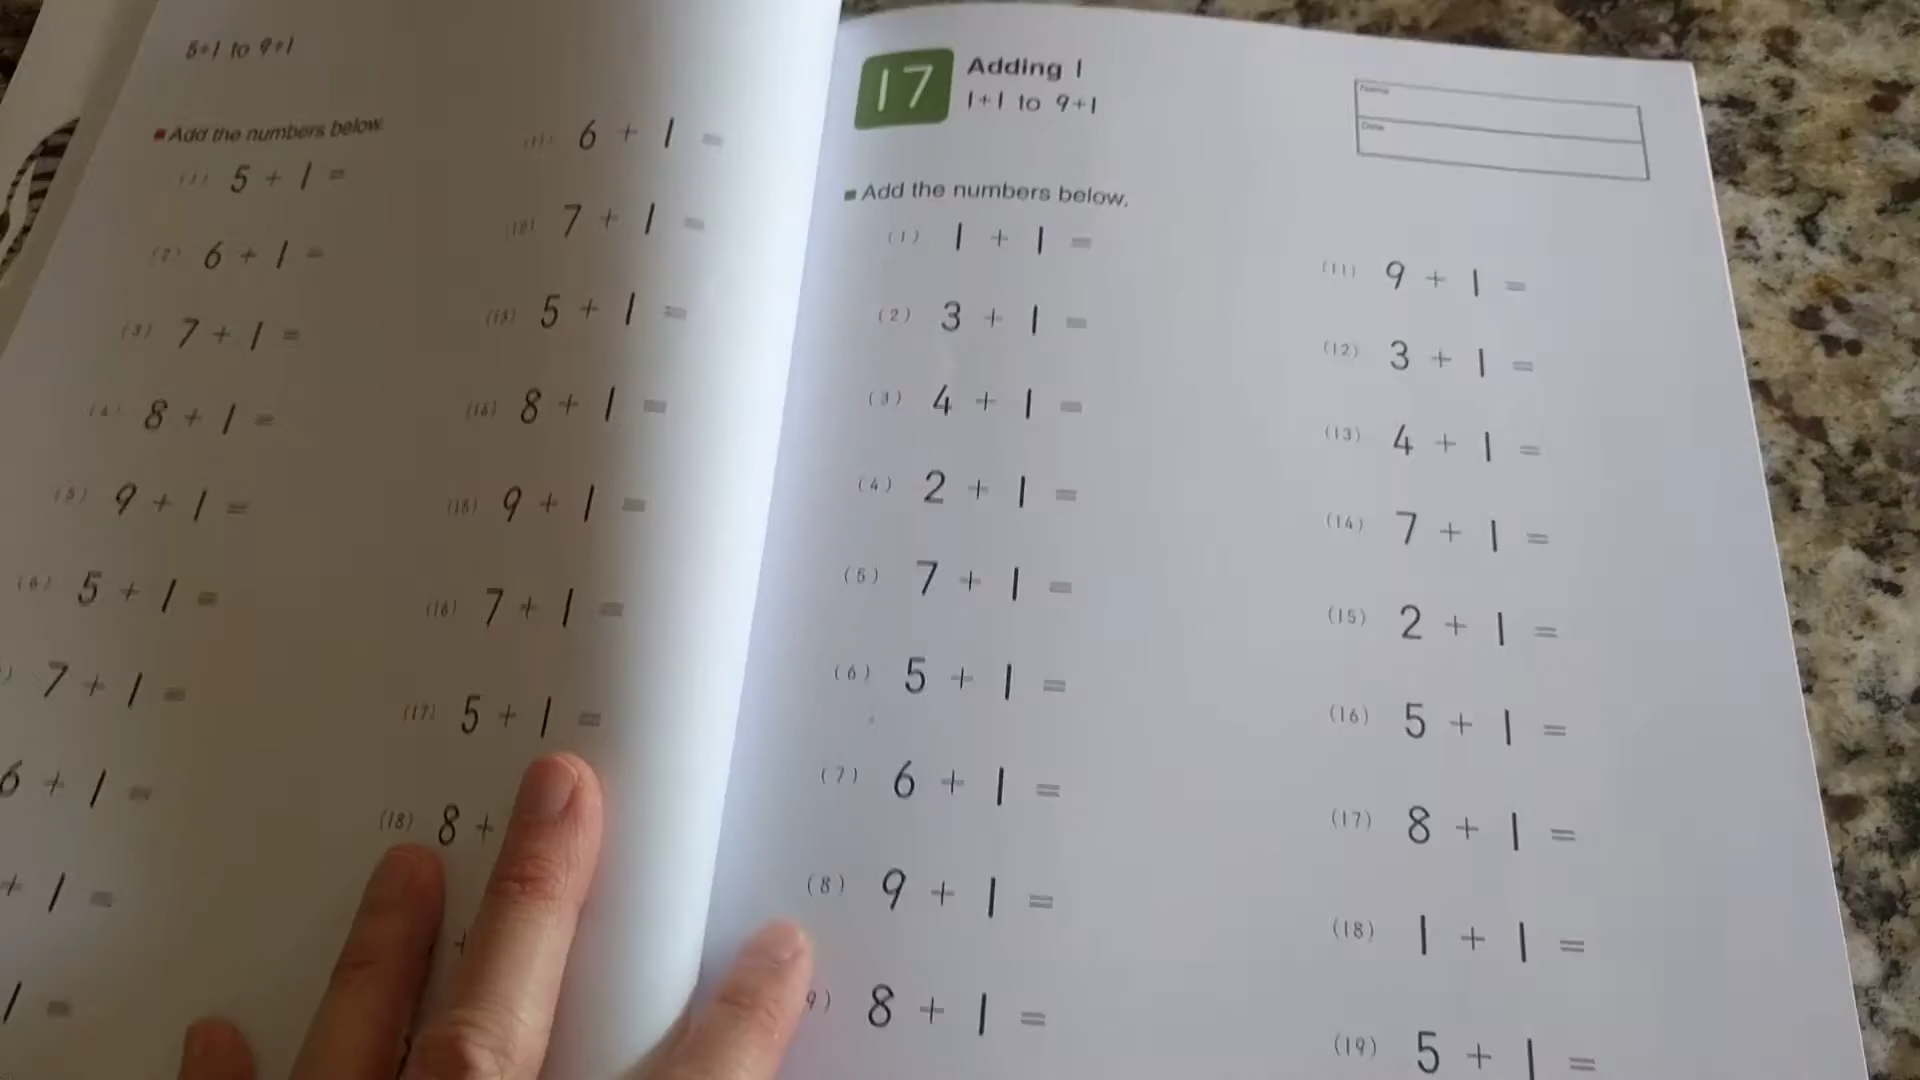 5+1 to 9+1
Add the numbers below.
(1) 5 + 1 =
(2) 6 + 1 =
(3) 7 + 1 =
(4) 8 + 1 =
(5) 9 + 1 =
(6) 5 + 1 =
) 7 + 1 =
6 + 1 =
+ 1 =
1 =
(11) 6 + 1 =
(12) 7 + 1 =
(13) 5 + 1 =
(14) 8 + 1 =
(15) 9 + 1 =
(16) 7 + 1 =
(17) 5 + 1 =
(18) 8 +
+
17
Adding 1
1+1 to 9+1
Name
Date
Add the numbers below.
(1) 1 + 1 =
(2) 3 + 1 =
(3) 4 + 1 =
(4) 2 + 1 =
(5) 7 + 1 =
(6) 5 + 1 =
(7) 6 + 1 =
(8) 9 + 1 =
9) 8 + 1 =
(11) 9 + 1 =
(12) 3 + 1 =
(13) 4 + 1 =
(14) 7 + 1 =
(15) 2 + 1 =
(16) 5 + 1 =
(17) 8 + 1 =
(18) 1 + 1 =
(19) 5 + 1 =